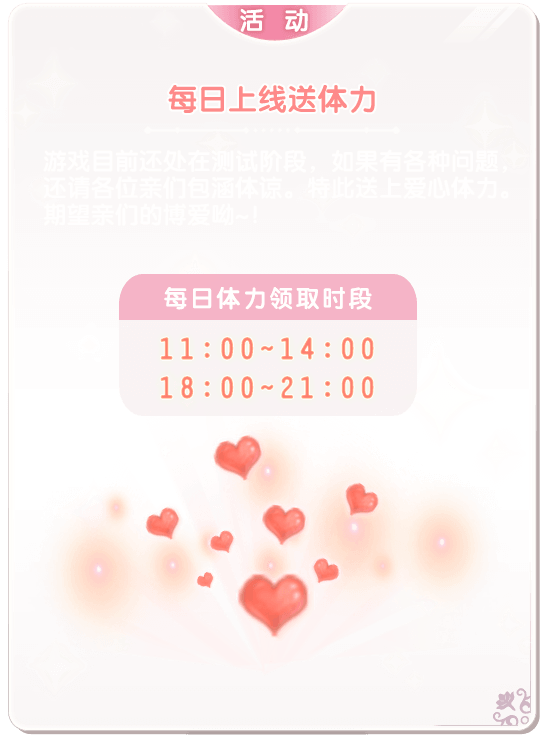 活 动
每日上线送体力
游戏目前还处在测试阶段，如果有各种问题，
还请各位亲们包涵体谅。特此送上爱心体力。
期望亲们的博爱呦~!
每日体力领取时段
11:00~14:00
18:00~21:00